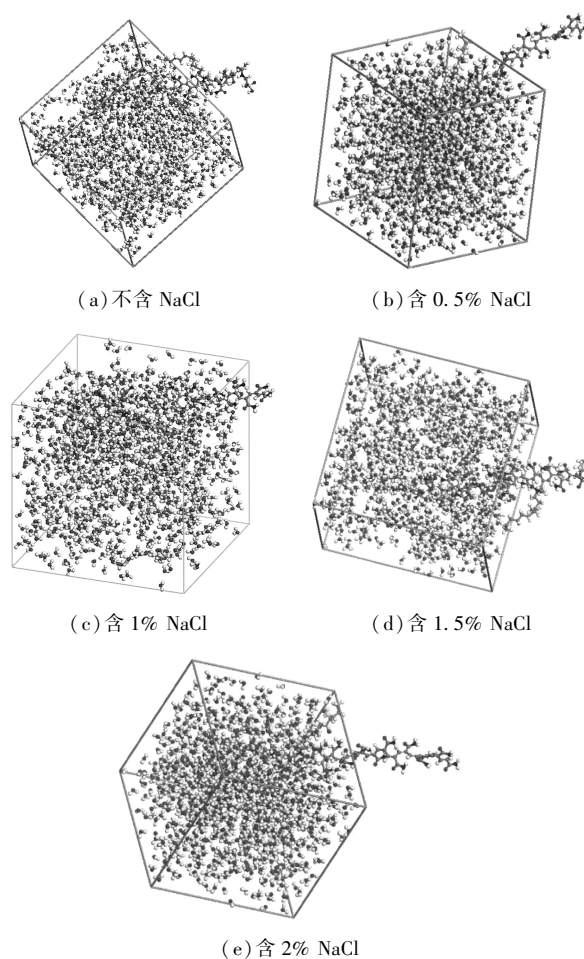 (a)不含 NaCl
(b)含 0.5% NaCl
(c)含 1% NaCl
(d)含 1.5% NaCl
(e)含 2% NaCl